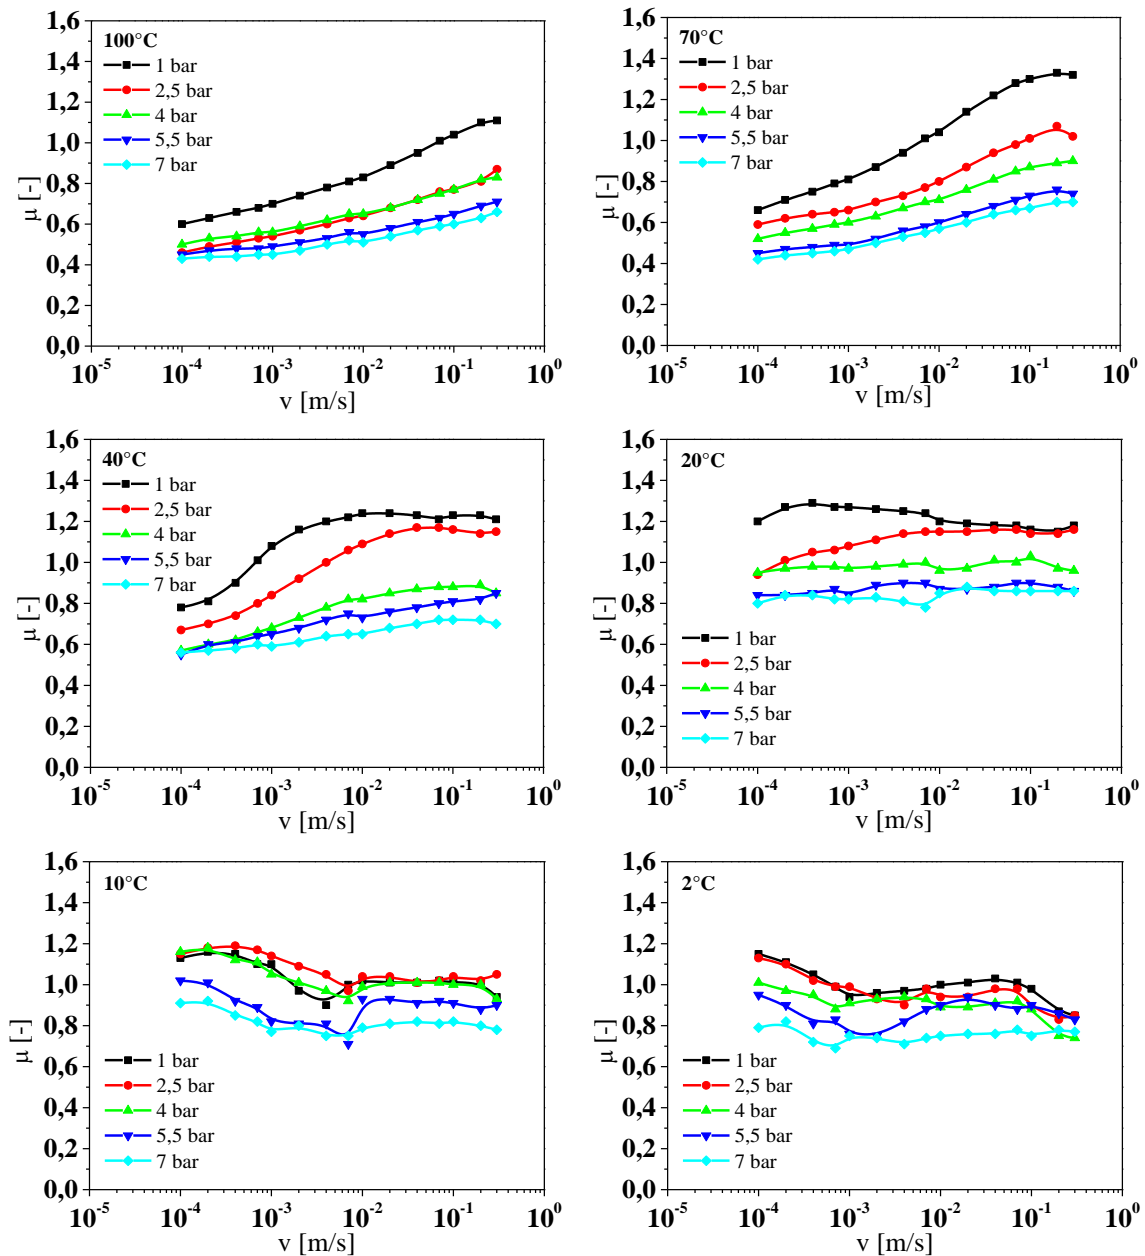 100°C
1 bar
2,5 bar
4 bar
5,5 bar
7 bar
1,6
1,4
1,2
1,0
0,8
0,6
0,4
0,2
0,0
μ [-]
10⁻⁵ 10⁻⁴ 10⁻³ 10⁻² 10⁻¹ 10⁰
v [m/s]
70°C
1 bar
2,5 bar
4 bar
5,5 bar
7 bar
1,6
1,4
1,2
1,0
0,8
0,6
0,4
0,2
0,0
μ [-]
10⁻⁵ 10⁻⁴ 10⁻³ 10⁻² 10⁻¹ 10⁰
v [m/s]
40°C
1 bar
2,5 bar
4 bar
5,5 bar
7 bar
1,6
1,4
1,2
1,0
0,8
0,6
0,4
0,2
0,0
μ [-]
10⁻⁵ 10⁻⁴ 10⁻³ 10⁻² 10⁻¹ 10⁰
v [m/s]
20°C
1 bar
2,5 bar
4 bar
5,5 bar
7 bar
1,6
1,4
1,2
1,0
0,8
0,6
0,4
0,2
0,0
μ [-]
10⁻⁵ 10⁻⁴ 10⁻³ 10⁻² 10⁻¹ 10⁰
v [m/s]
10°C
1 bar
2,5 bar
4 bar
5,5 bar
7 bar
1,6
1,4
1,2
1,0
0,8
0,6
0,4
0,2
0,0
μ [-]
10⁻⁵ 10⁻⁴ 10⁻³ 10⁻² 10⁻¹ 10⁰
v [m/s]
2°C
1 bar
2,5 bar
4 bar
5,5 bar
7 bar
1,6
1,4
1,2
1,0
0,8
0,6
0,4
0,2
0,0
μ [-]
10⁻⁵ 10⁻⁴ 10⁻³ 10⁻² 10⁻¹ 10⁰
v [m/s]